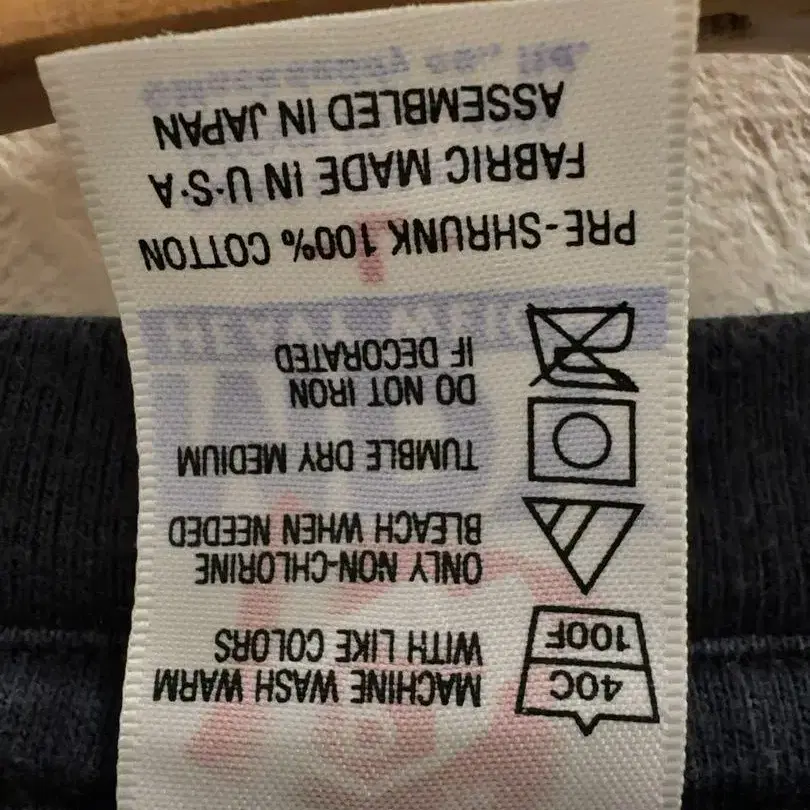 40C
100F
MACHINE WASH WARM
WITH LIKE COLORS
ONLY NON-CHLORINE
BLEACH WHEN NEEDED
TUMBLE DRY MEDIUM
DO NOT IRON
IF DECORATED
PRE-SHRUNK 100% COTTON
FABRIC MADE IN U·S·A
ASSEMBLED IN JAPAN